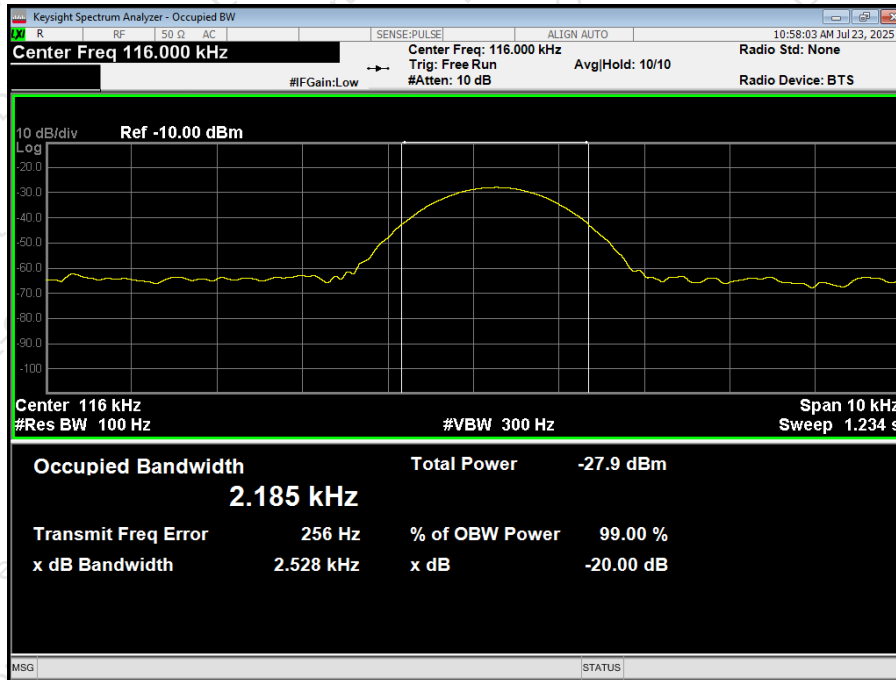 Keysight Spectrum Analyzer - Occupied BW
LXI R RF 50 Ω AC SENSE:PULSE ALIGN AUTO 10:58:03 AM Jul 23, 2025
Center Freq 116.000 kHz
Center Freq: 116.000 kHz
Radio Std: None
Trig: Free Run
Avg|Hold: 10/10
#IFGain:Low
#Atten: 10 dB
Radio Device: BTS
10 dB/div Ref -10.00 dBm
Log
-20.0
-30.0
-40.0
-50.0
-60.0
-70.0
-80.0
-90.0
-100
Center 116 kHz Span 10 kHz
#Res BW 100 Hz #VBW 300 Hz Sweep 1.234 s
Occupied Bandwidth Total Power -27.9 dBm
2.185 kHz
Transmit Freq Error 256 Hz % of OBW Power 99.00 %
x dB Bandwidth 2.528 kHz x dB -20.00 dB
MSG STATUS